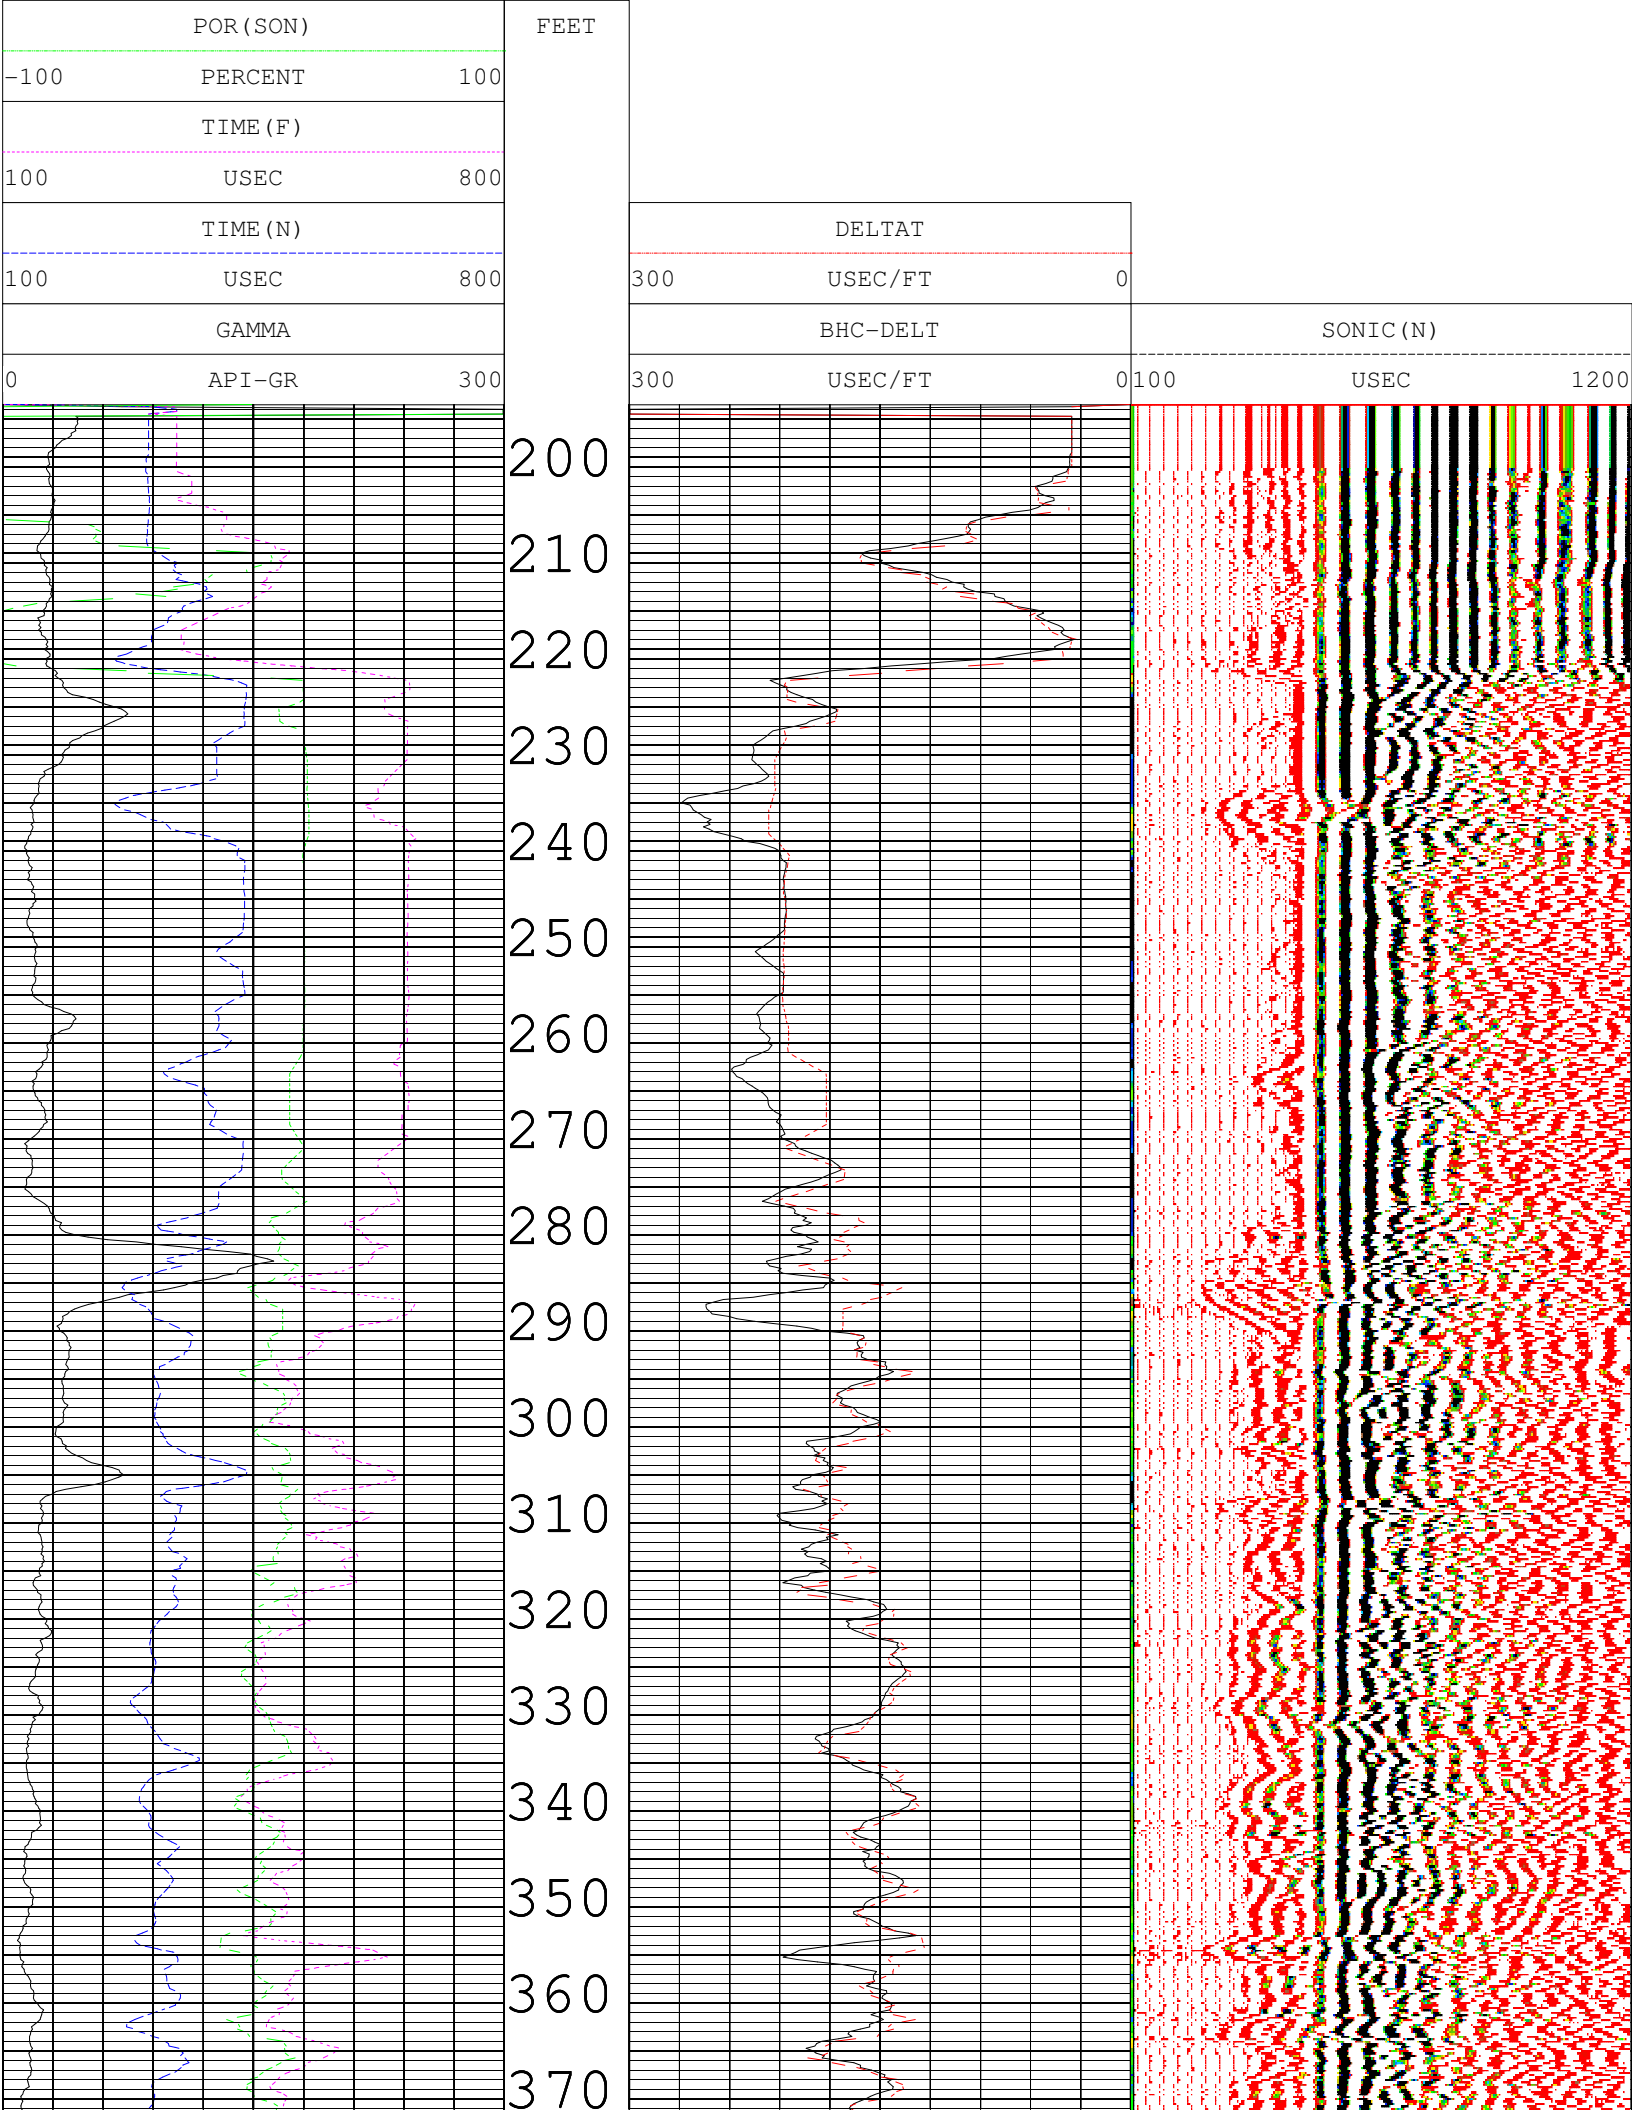 POR(SON) FEET
-100 PERCENT 100
TIME(F)
100 USEC 800
TIME(N) DELTAT
100 USEC 800 300 USEC/FT 0
GAMMA BHC-DELT SONIC(N)
0 API-GR 300 300 USEC/FT 0 100 USEC 1200
200
210
220
230
240
250
260
270
280
290
300
310
320
330
340
350
360
370